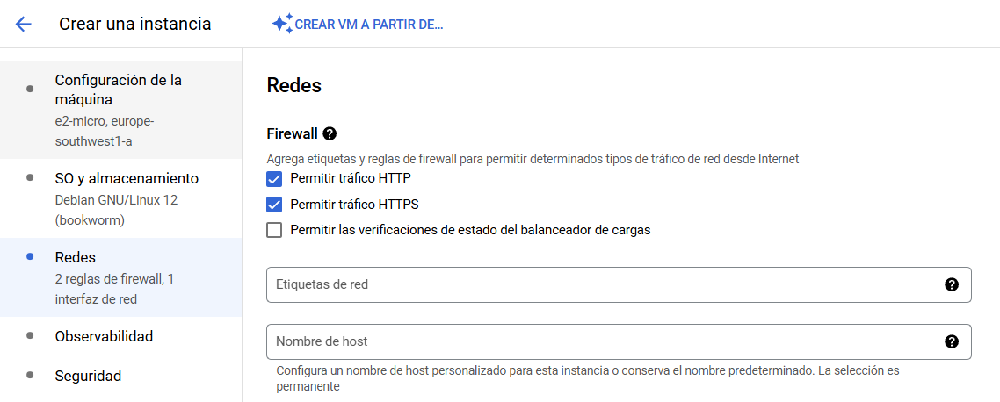 Crear una instancia
CREAR VM A PARTIR DE...
Configuración de la
máquina
e2-micro, europe-
southwest1-a
SO y almacenamiento
Debian GNU/Linux 12
(bookworm)
Redes
2 reglas de firewall, 1
interfaz de red
Observabilidad
Seguridad
Redes
Firewall ?
Agrega etiquetas y reglas de firewall para permitir determinados tipos de tráfico de red desde Internet
Permitir tráfico HTTP
Permitir tráfico HTTPS
Permitir las verificaciones de estado del balanceador de cargas
Etiquetas de red ?
Nombre de host ?
Configura un nombre de host personalizado para esta instancia o conserva el nombre predeterminado. La selección es
permanente